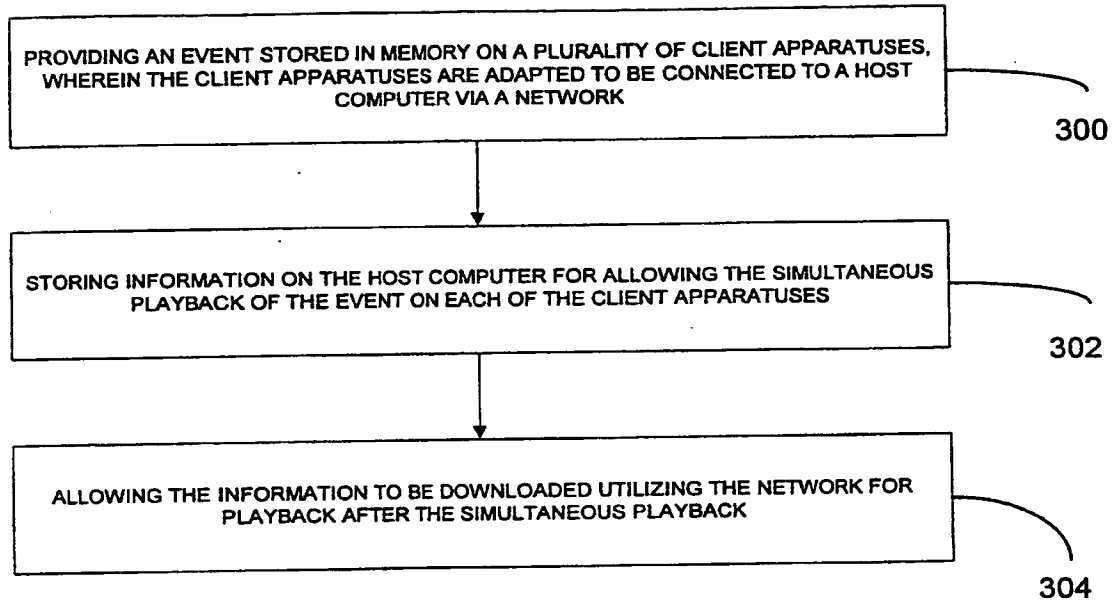 PROVIDING AN EVENT STORED IN MEMORY ON A PLURALITY OF CLIENT APPARATUSES,
WHEREIN THE CLIENT APPARATUSES ARE ADAPTED TO BE CONNECTED TO A HOST
COMPUTER VIA A NETWORK
300
STORING INFORMATION ON THE HOST COMPUTER FOR ALLOWING THE SIMULTANEOUS
PLAYBACK OF THE EVENT ON EACH OF THE CLIENT APPARATUSES
302
ALLOWING THE INFORMATION TO BE DOWNLOADED UTILIZING THE NETWORK FOR
PLAYBACK AFTER THE SIMULTANEOUS PLAYBACK
304